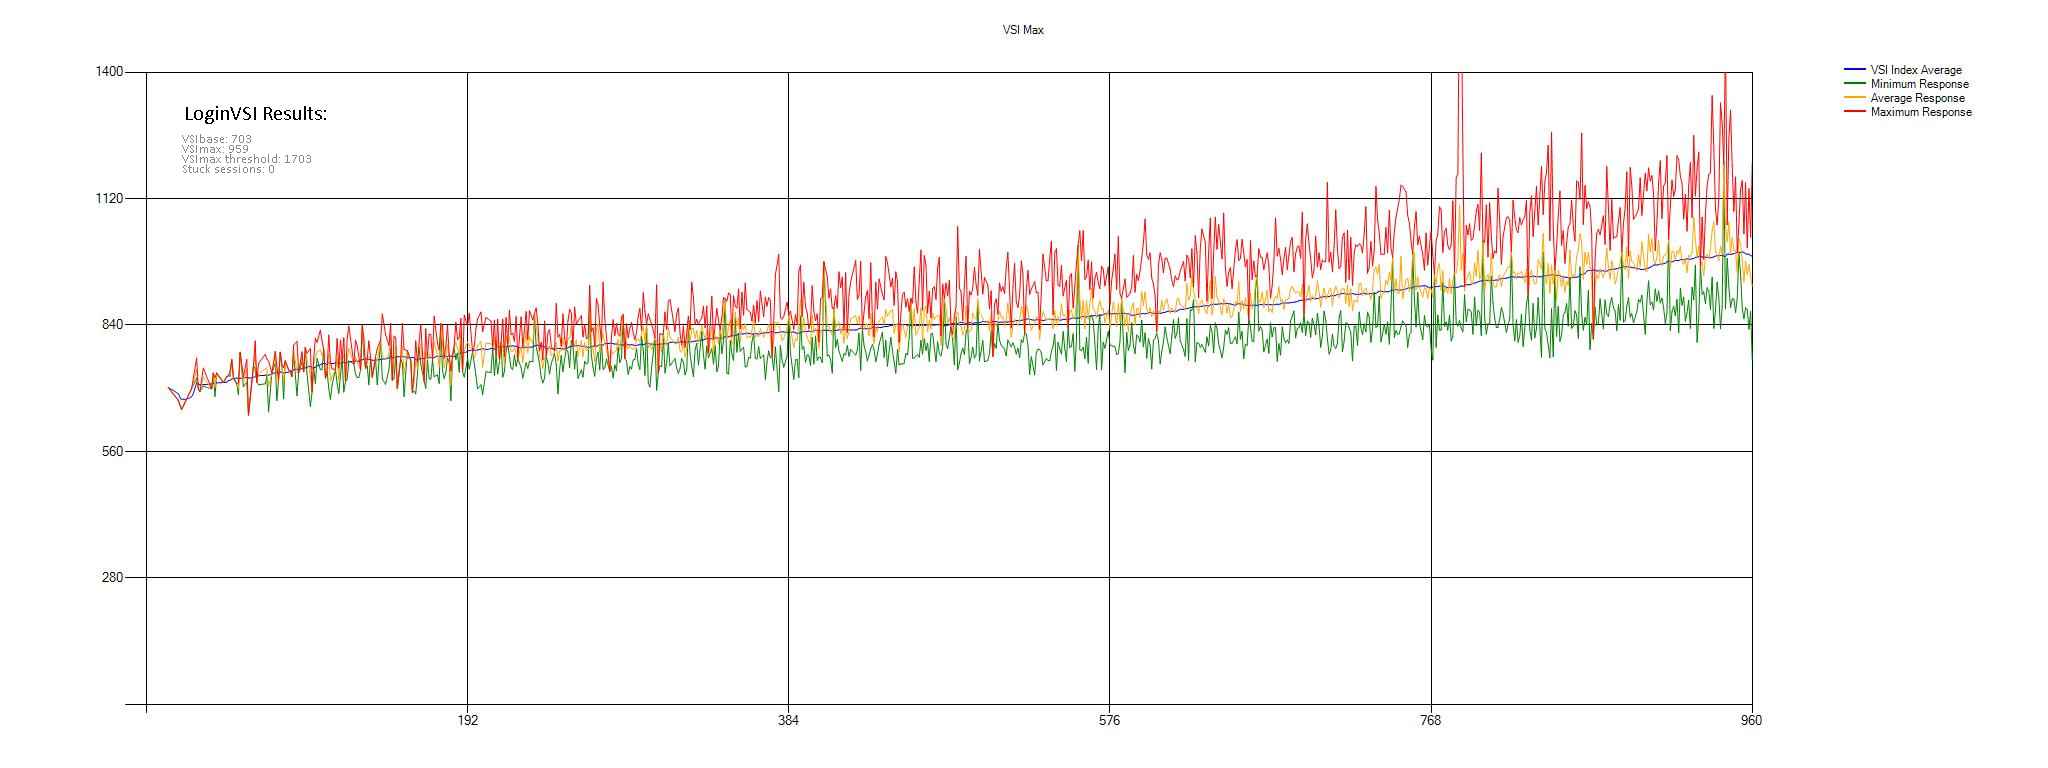 VSI Max
1400
1120
840
560
280
192
384
576
768
960
LoginVSI Results:
VSIbase: 703
VSImax: 959
VSImax threshold: 1703
Stuck sessions: 0
VSI Index Average
Minimum Response
Average Response
Maximum Response